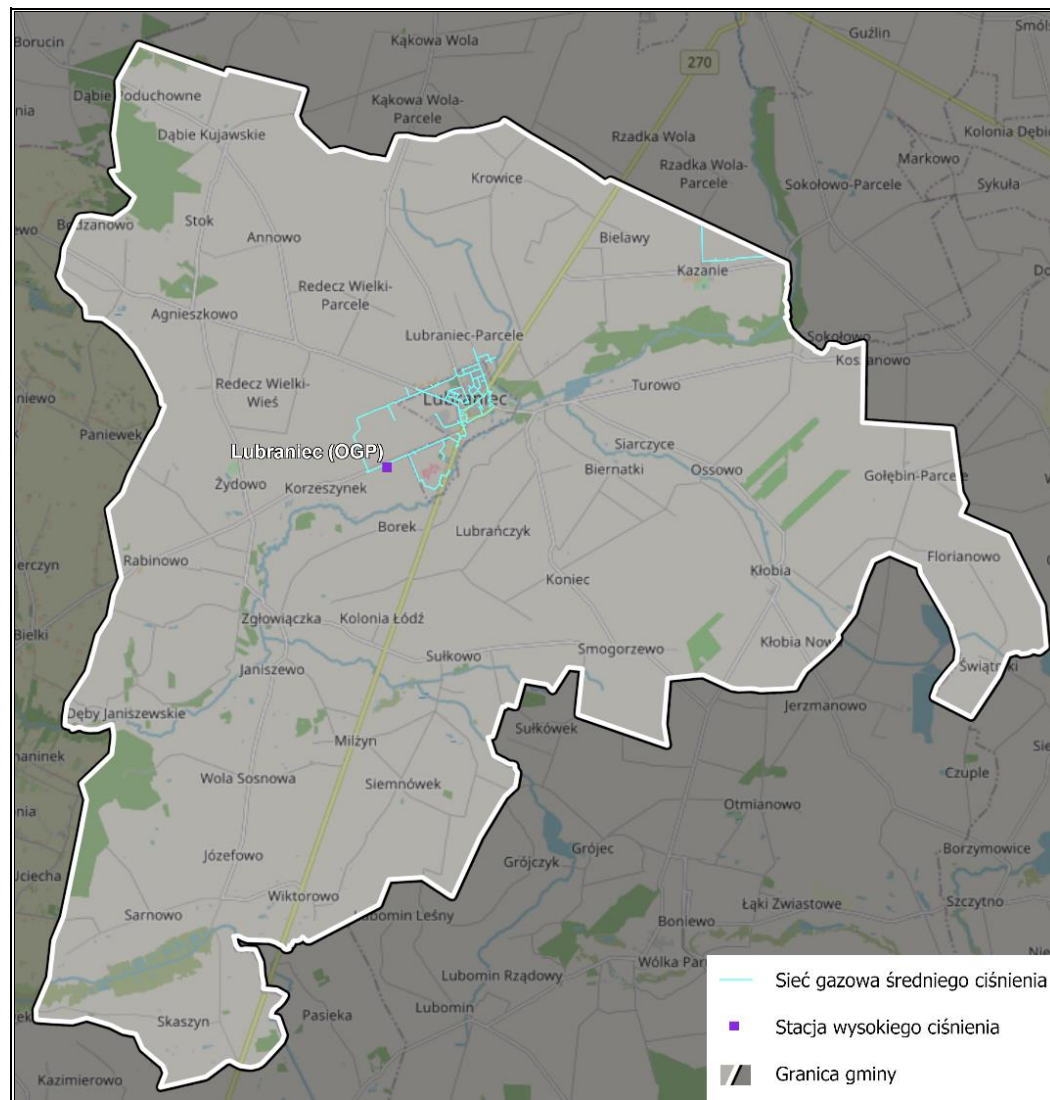 Borucin
Kąkowa Wola
Guźlin
270
Dąbie Poduchowne
Kąkowa Wola-
Parcele
Dąbie Kujawskie
Rzadka Wola
Kolonia Dębi
Rzadka Wola-
Parcele
Markowo
Krowice
Sokołowo-Parcele
Sykuła
Stok
Bodzanowo
Annowo
Bielawy
Kazanie
Redecz Wielki-
Parcele
Agnieszkowo
Lubraniec-Parcele
Sokołowo
Redecz Wielki-
Wieś
Turowo
Lubraniec
Paniewek
Siarczyce
Lubraniec (OGP)
Biernatki
Ossowo
Gołębin-Parcele
Żydowo
Korzeszynek
Borek
Lubrańczyk
Rabinowo
Florianowo
Koniec
Kłobia
Zgłowiączka
Kolonia Łódź
Bielki
Smogorzewo
Sułkowo
Janiszewo
Dęby Janiszewskie
Jerzmanowo
Sułkówek
Milżyn
Czuple
Wola Sosnowa
Siemnówek
Otmianowo
Józefowo
Grójec
Borzymowice
Grójczyk
Wiktorowo
Łąki Zwiastowe
Szczytno
Sarnowo
Lubomin Leśny
Boniewo
Lubomin Rządowy
Lubomin
Pasieka
Skaszyn
Kazimierowo
Sieć gazowa średniego ciśnienia
Stacja wysokiego ciśnienia
Granica gminy